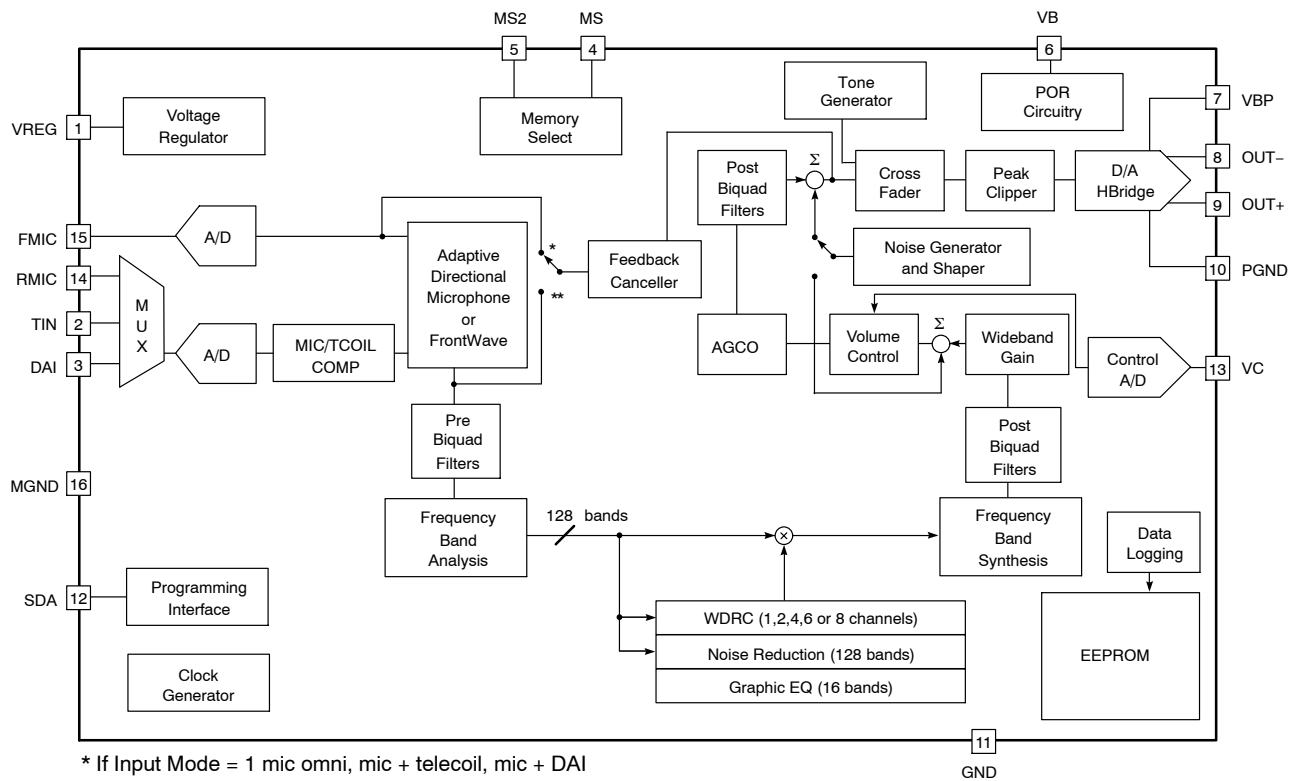 MS2
MS
VB
5
4
6
Voltage
Regulator
VREG
1
Memory
Select
Tone
Generator
POR
Circuitry
7
VBP
Σ
Post
Biquad
Filters
Cross
Fader
Peak
Clipper
D/A
HBridge
8
OUT−
9
OUT+
FMIC
15
A/D
Adaptive
Directional
Microphone
or
FrontWave
*
**
Feedback
Canceller
Noise Generator
and Shaper
10
PGND
RMIC
14
TIN
2
DAI
3
M
U
X
A/D
MIC/TCOIL
COMP
AGCO
Volume
Control
Σ
Wideband
Gain
Control
A/D
13
VC
Pre
Biquad
Filters
Post
Biquad
Filters
MGND
16
Frequency
Band
Analysis
128 bands
×
Frequency
Band
Synthesis
Data
Logging
SDA
12
Programming
Interface
WDRC (1,2,4,6 or 8 channels)
Noise Reduction (128 bands)
Graphic EQ (16 bands)
EEPROM
Clock
Generator
11
GND
* If Input Mode = 1 mic omni, mic + telecoil, mic + DAI